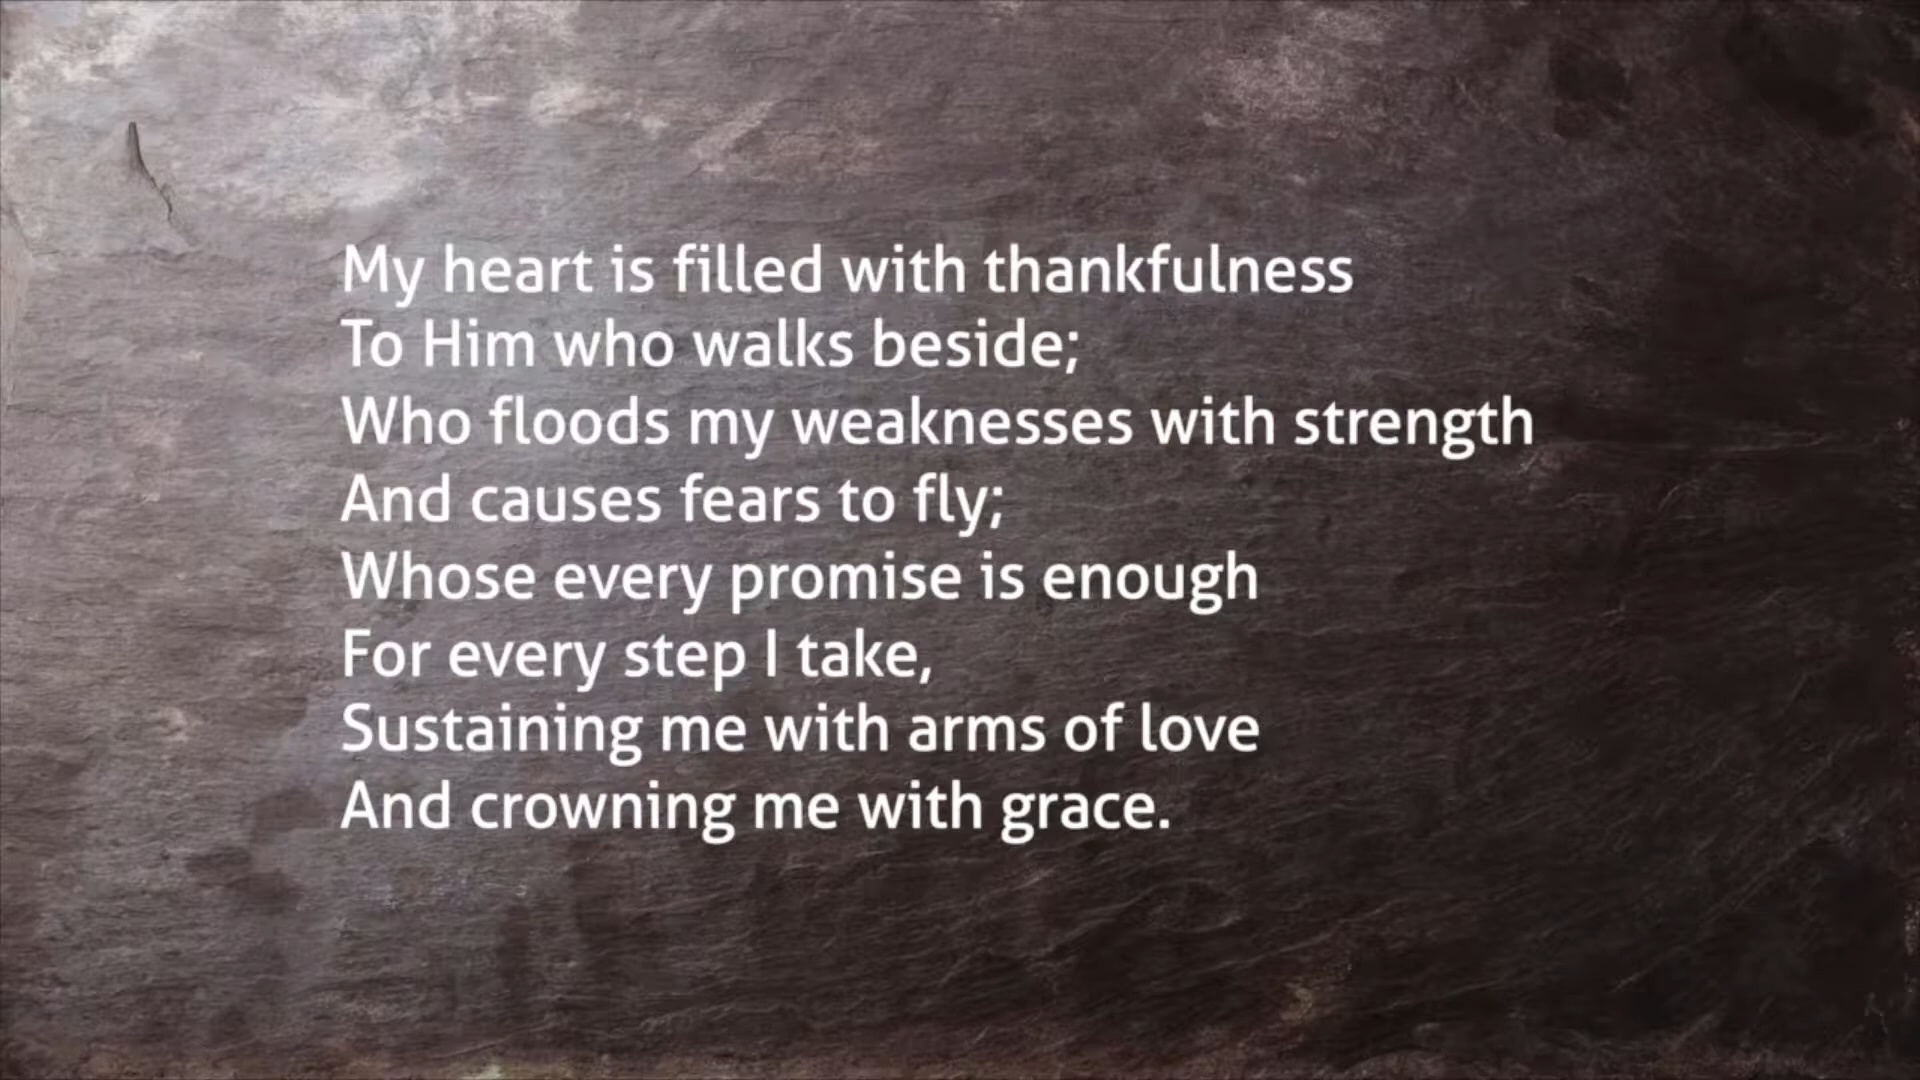 My heart is filled with thankfulness
To Him who walks beside;
Who floods my weaknesses with strength
And causes fears to fly;
Whose every promise is enough
For every step I take,
Sustaining me with arms of love
And crowning me with grace.